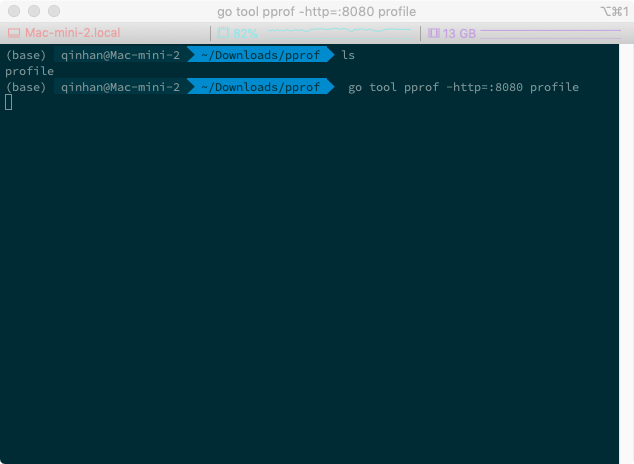 go tool pprof -http=:8080 profile ⌥⌘1
Mac-mini-2.local 82% 13 GB
(base) qinhan@Mac-mini-2 ~/Downloads/pprof ls
profile
(base) qinhan@Mac-mini-2 ~/Downloads/pprof go tool pprof -http=:8080 profile